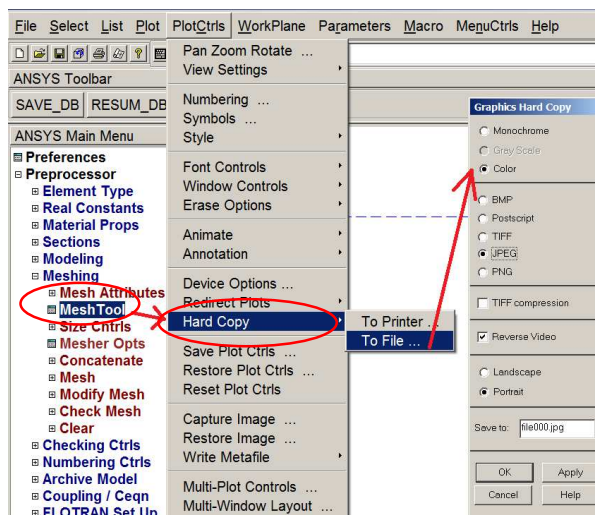 File Select List Plot PlotCtrls WorkPlane Parameters Macro MenuCtrls Help
ANSYS Toolbar
SAVE_DB RESUM_DB
ANSYS Main Menu
Preferences
Preprocessor
Element Type
Real Constants
Material Props
Sections
Modeling
Meshing
Mesh Attributes
MeshTool
Size Cntrls
Mesher Opts
Concatenate
Mesh
Modify Mesh
Check Mesh
Clear
Checking Ctrls
Numbering Ctrls
Archive Model
Coupling / Ceqn
FLOTRAN Set Up
Pan Zoom Rotate ...
View Settings
Numbering ...
Symbols ...
Style
Font Controls
Window Controls
Erase Options
Animate
Annotation
Device Options ...
Redirect Plots
Hard Copy
Save Plot Ctrls ...
Restore Plot Ctrls ...
Reset Plot Ctrls
Capture Image ...
Restore Image ...
Write Metafile
Multi-Plot Controls ...
Multi-Window Layout ...
To Printer ...
To File ...
Graphics Hard Copy
Monochrome
Gray Scale
Color
BMP
Postscript
TIFF
JPEG
PNG
TIFF compression
Reverse Video
Landscape
Portrait
Save to: file000.jpg
OK Apply
Cancel Help